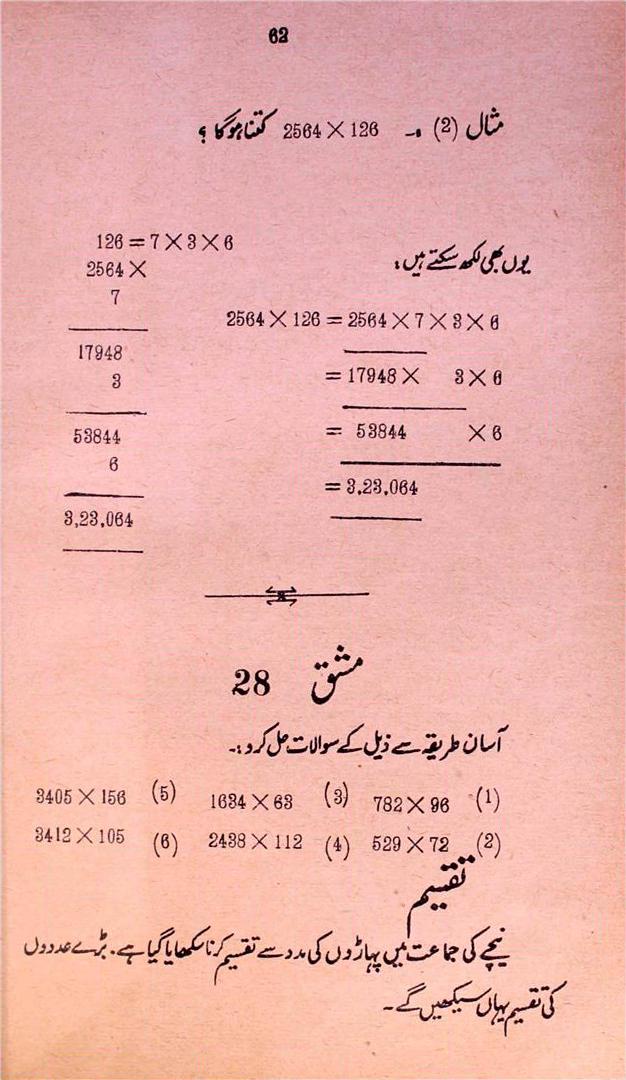 62
مثال (2) :۔ 2564 × 126 کتنا ہوگا ؟
126 = 7 × 3 × 6
2564 ×
7
17948
3
53844
6
3,23,064
یوں بھی لکھ سکتے ہیں:
2564 × 126 = 2564 × 7 × 3 × 6
= 17948 × 3 × 6
= 53844 × 6
= 3,23,064
مشق 28
آسان طریقہ سے ذیل کے سوالات حل کرو :۔
(1) 782 × 96 (3) 1634 × 63 (5) 3405 × 156
(2) 529 × 72 (4) 2438 × 112 (6) 3412 × 105
تقسیم
نیچے کی جماعت میں پہاڑوں کی مدد سے تقسیم کرنا سکھایا گیا ہے۔ بڑے عددوں
کی تقسیم یہاں سیکھیں گے ۔